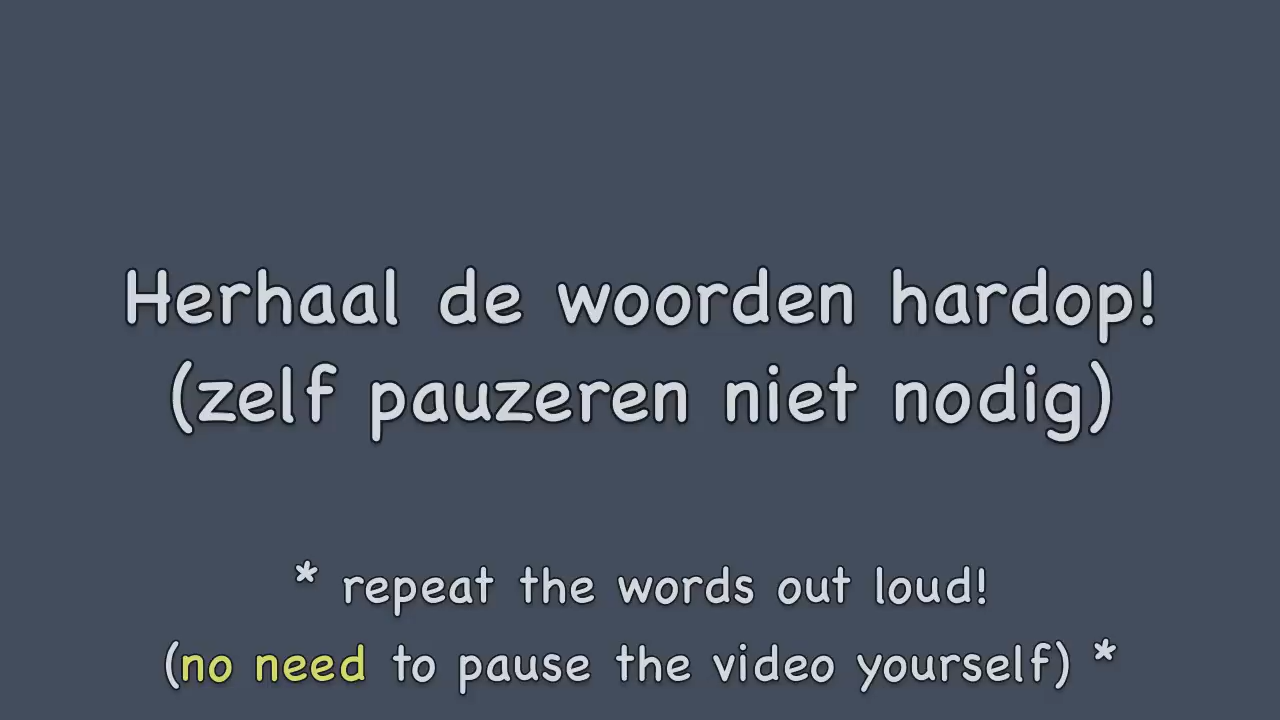 Herhaal de woorden hardop!
(zelf pauzeren niet nodig)
* repeat the words out loud!
(no need to pause the video yourself) *